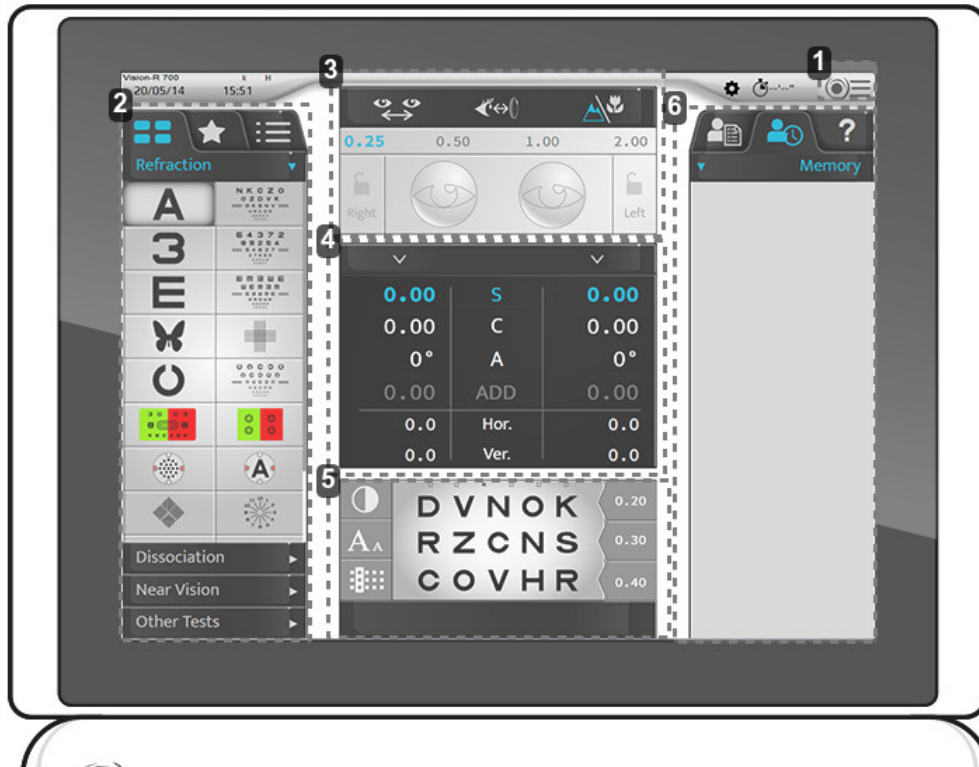 1
Vision-R 700 k H
20/05/14 15:51
2
Refraction
A
3
E
A
Dissociation
Near Vision
Other Tests
3
0.25 0.50 1.00 2.00
Right Left
4
0.00 S 0.00
0.00 C 0.00
0° A 0°
0.00 ADD 0.00
0.0 Hor. 0.0
0.0 Ver. 0.0
5
D V N O K 0.20
A A R Z C N S 0.30
C O V H R 0.40
6
?
Memory